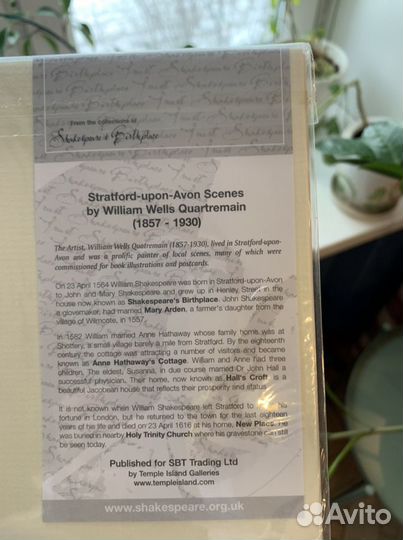 From the collections of
Shakespeare's Birthplace
Stratford-upon-Avon Scenes
by William Wells Quartremain
(1857 - 1930)
The Artist, William Wells Quatremain (1857-1930), lived in Stratford-upon-
Avon and was a prolific painter of local scenes, many of which were
commissioned for book illustrations and postcards.
On 23 April 1564 William Shakespeare was born in Stratford-upon-Avon
to John and Mary Shakespeare and grew up in Henley Street in the
house now known as Shakespeare's Birthplace. John Shakespeare
a glovemaker, had married Mary Arden, a farmer's daughter from the
village of Wilmcote, in 1557.
In 1582 William married Anne Hathaway whose family home was at
Shottery, a small village barely a mile from Stratford. By the eighteenth
century the cottage was attracting a number of visitors and became
known as Anne Hathaway's Cottage. William and Anne had three
children. The eldest, Susanna, in due course married Dr John Hall a
successful physician. Their home, now known as Hall's Croft is a
beautiful Jacobean house that reflects their prosperity and status.
It is not known when William Shakespeare left Stratford to his
fortune in London, but he returned to the town for the last eighteen
years of his life and died on 23 April 1616 at his home, New Place. He
was buried in nearby Holy Trinity Church where his gravestone can still
be seen today.
Published for SBT Trading Ltd
by Temple Island Galleries
www.templeisland.com
www.shakespeare.org.uk
Avito